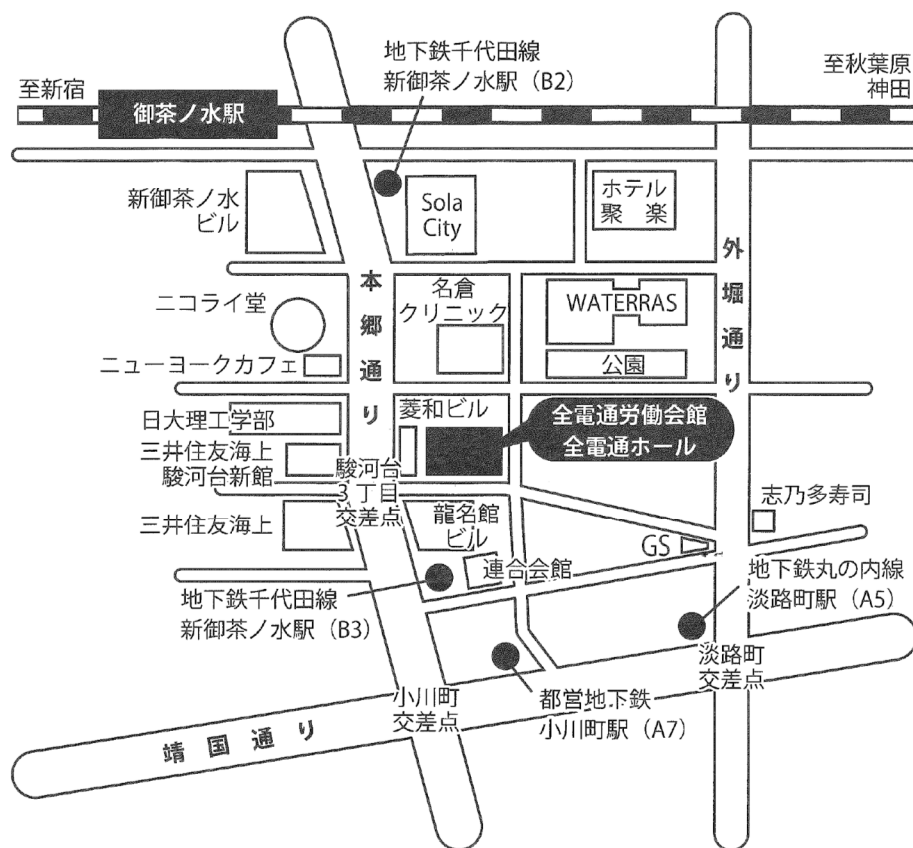 地下鉄千代田線
新御茶ノ水駅（B2）
至新宿
至秋葉原
神田
御茶ノ水駅
新御茶ノ水
ビル
Sola
City
ホテル
聚　楽
外堀通り
本郷通り
ニコライ堂
名倉
クリニック
WATERRAS
ニューヨークカフェ
公園
日大理工学部
菱和ビル
全電通労働会館
全電通ホール
三井住友海上
駿河台新館
駿河台
3丁目
交差点
志乃多寿司
三井住友海上
龍名館
ビル
GS
連合会館
地下鉄千代田線
新御茶ノ水駅（B3）
地下鉄丸の内線
淡路町駅（A5）
淡路町
交差点
小川町
交差点
都営地下鉄
小川町駅（A7）
靖国通り